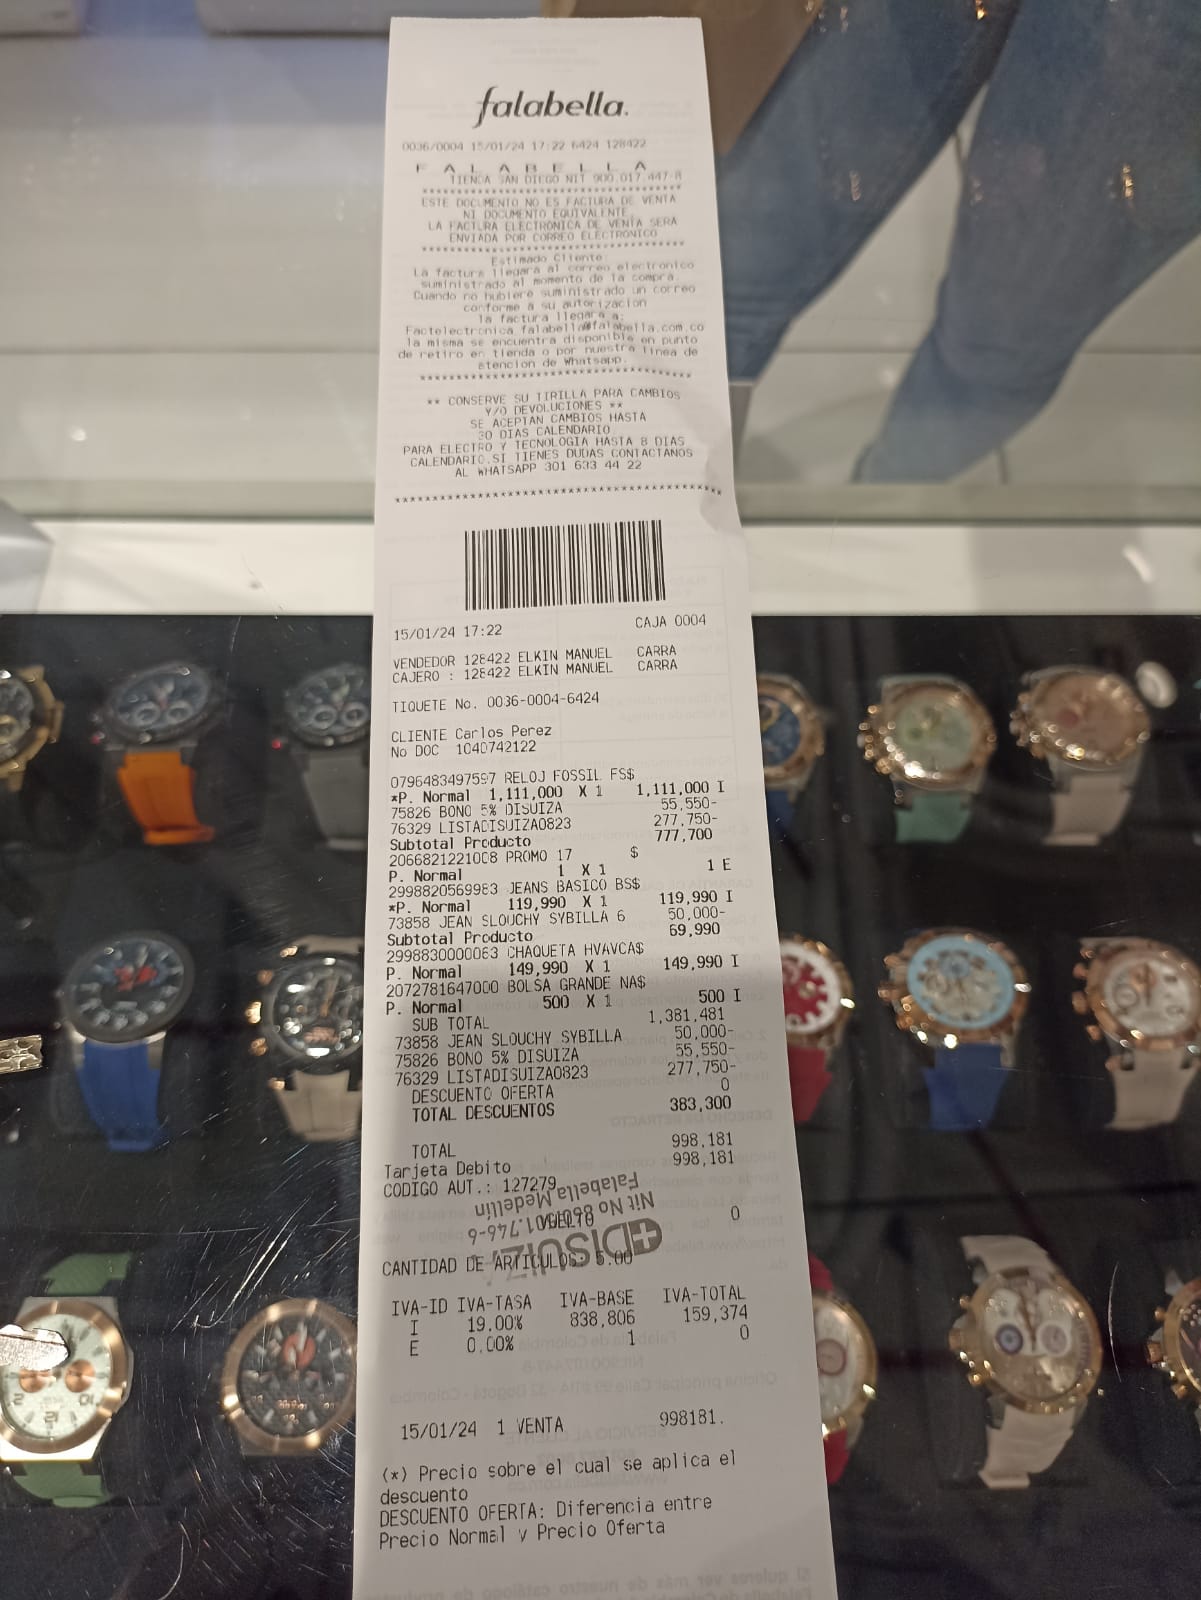 falabella.
0036/0004 15/01/24 17:22 6424 128422
F A L A B E L L A
TIENDA SAN DIEGO NIT 900.017.447-8
****************************************
ESTE DOCUMENTO NO ES FACTURA DE VENTA
NI DOCUMENTO EQUIVALENTE
LA FACTURA ELECTRONICA DE VENTA SERA
ENVIADA POR CORREO ELECTRONICO
****************************************
Estimado Cliente:
La factura llegara al correo electronico
suministrado al momento de la compra.
Cuando no hubiere suministrado un correo
conforme a su autorizacion
la factura llegara a:
Factelectronica_falabella@falabella.com.co
la misma se encuentra disponible en punto
de retiro en tienda o por nuestra linea de
atencion de Whatsapp.
****************************************
** CONSERVE SU TIRILLA PARA CAMBIOS
Y/O DEVOLUCIONES **
SE ACEPTAN CAMBIOS HASTA
30 DIAS CALENDARIO
PARA ELECTRO Y TECNOLOGIA HASTA 8 DIAS
CALENDARIO.SI TIENES DUDAS CONTACTANOS
AL WHATSAPP 301 633 44 22
****************************************
15/01/24 17:22 CAJA 0004
VENDEDOR 128422 ELKIN MANUEL CARRA
CAJERO : 128422 ELKIN MANUEL CARRA
TIQUETE No. 0036-0004-6424
CLIENTE Carlos Perez
No DOC 1040742122
0796483497597 RELOJ FOSSIL FS$
*P. Normal 1,111,000 X 1 1,111,000 I
75826 BONO 5% DISUIZA 55,550-
76329 LISTADISUIZA0823 277,750-
Subtotal Producto 777,700
2066821221008 PROMO 17 $
P. Normal 1 X 1 1 E
2998820569983 JEANS BASICO BS$
*P. Normal 119,990 X 1 119,990 I
73858 JEAN SLOUCHY SYBILLA 6 50,000-
Subtotal Producto 69,990
2998830000063 CHAQUETA HVAVCA$
P. Normal 149,990 X 1 149,990 I
2072781647000 BOLSA GRANDE NA$
P. Normal 500 X 1 500 I
SUB TOTAL 1,381,481
73858 JEAN SLOUCHY SYBILLA 50,000-
75826 BONO 5% DISUIZA 55,550-
76329 LISTADISUIZA0823 277,750-
DESCUENTO OFERTA 0
TOTAL DESCUENTOS 383,300
TOTAL 998,181
Tarjeta Debito 998,181
CODIGO AUT.: 127279
VUELTO 0
DISUIZA
Falabella Medellin
CANTIDAD DE ARTICULOS: 5.00
IVA-ID IVA-TASA IVA-BASE IVA-TOTAL
I 19.00% 838,806 159,374
E 0.00% 1 0
15/01/24 1 VENTA 998181.
(*) Precio sobre el cual se aplica el
descuento
DESCUENTO OFERTA: Diferencia entre
Precio Normal y Precio Oferta